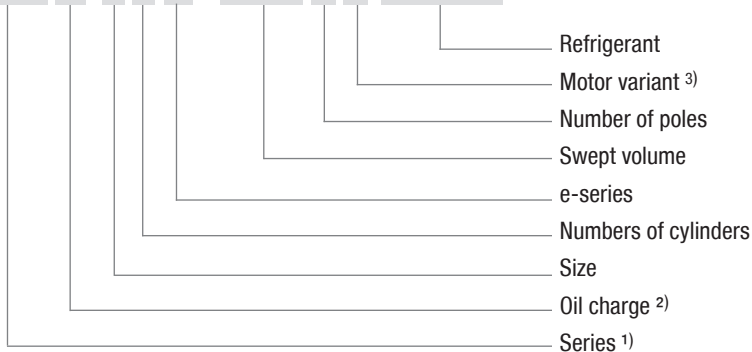 Refrigerant
Motor variant 3)
Number of poles
Swept volume
e-series
Numbers of cylinders
Size
Oil charge 2)
Series 1)